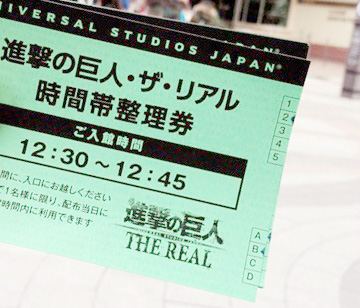 NIVERSAL STUDIOS JAPAN®
進撃の巨人・ザ・リアル
時間帯整理券
ご入館時間
12:30～12:45
間に、入口にお越しください
で1名様に限り、配布当日に
時間内に利用できます
進撃の巨人
THE REAL
1
2
3
4
5
A
B
C
D